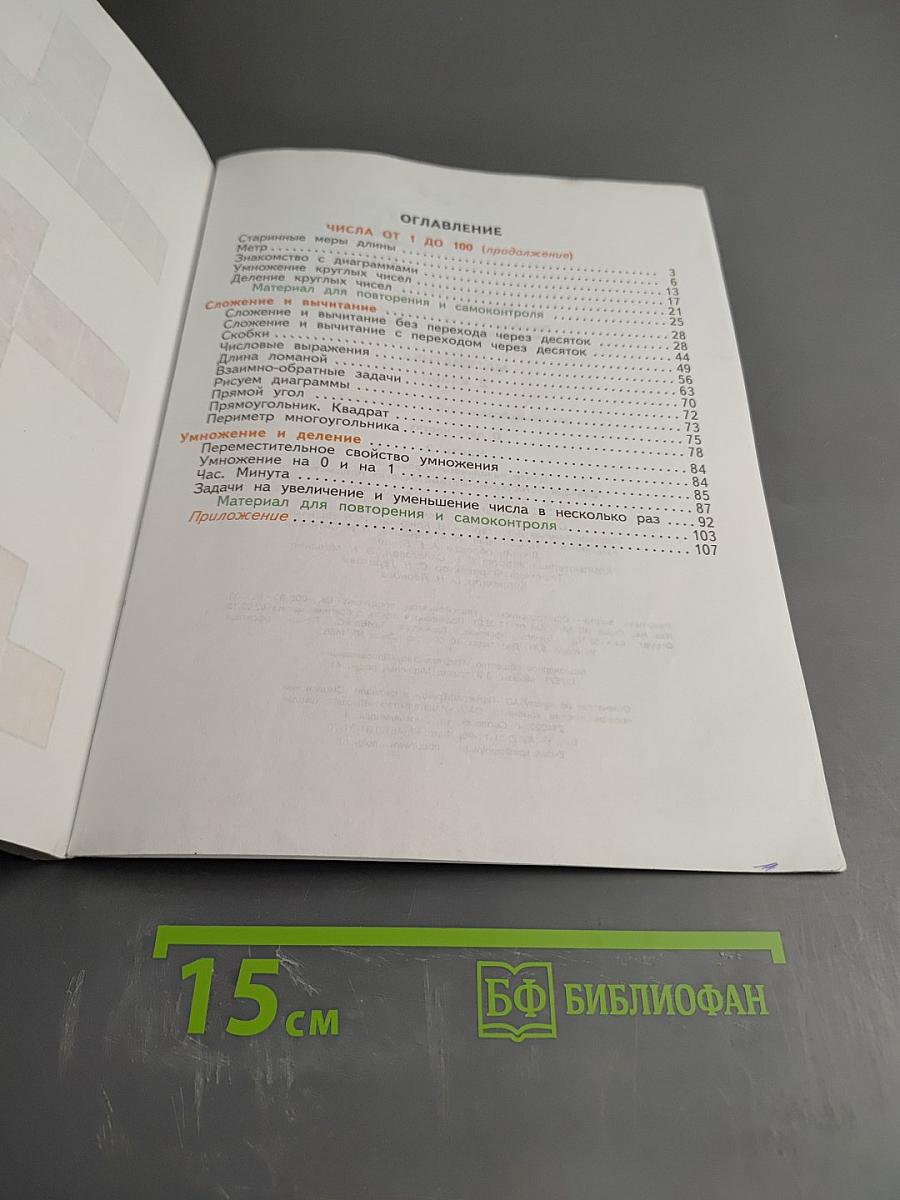 ОГЛАВЛЕНИЕ
ЧИСЛА ОТ 1 ДО 100 (продолжение)
Старинные меры длины 3
Метр 6
Знакомство с диаграммами 13
Умножение круглых чисел 17
Деление круглых чисел 21
Материал для повторения и самоконтроля 25
Сложение и вычитание 28
Сложение и вычитание без перехода через десяток 28
Сложение и вычитание с переходом через десяток 44
Скобки 49
Числовые выражения 56
Длина ломаной 63
Взаимно-обратные задачи 70
Рисуем диаграммы 72
Прямой угол 73
Прямоугольник. Квадрат 75
Периметр многоугольника 78
Умножение и деление 84
Переместительное свойство умножения 84
Умножение на 0 и на 1 85
Час. Минута 87
Задачи на увеличение и уменьшение числа в несколько раз 92
Материал для повторения и самоконтроля 103
Приложение 107
15 см
БФ БИБЛИОФАН